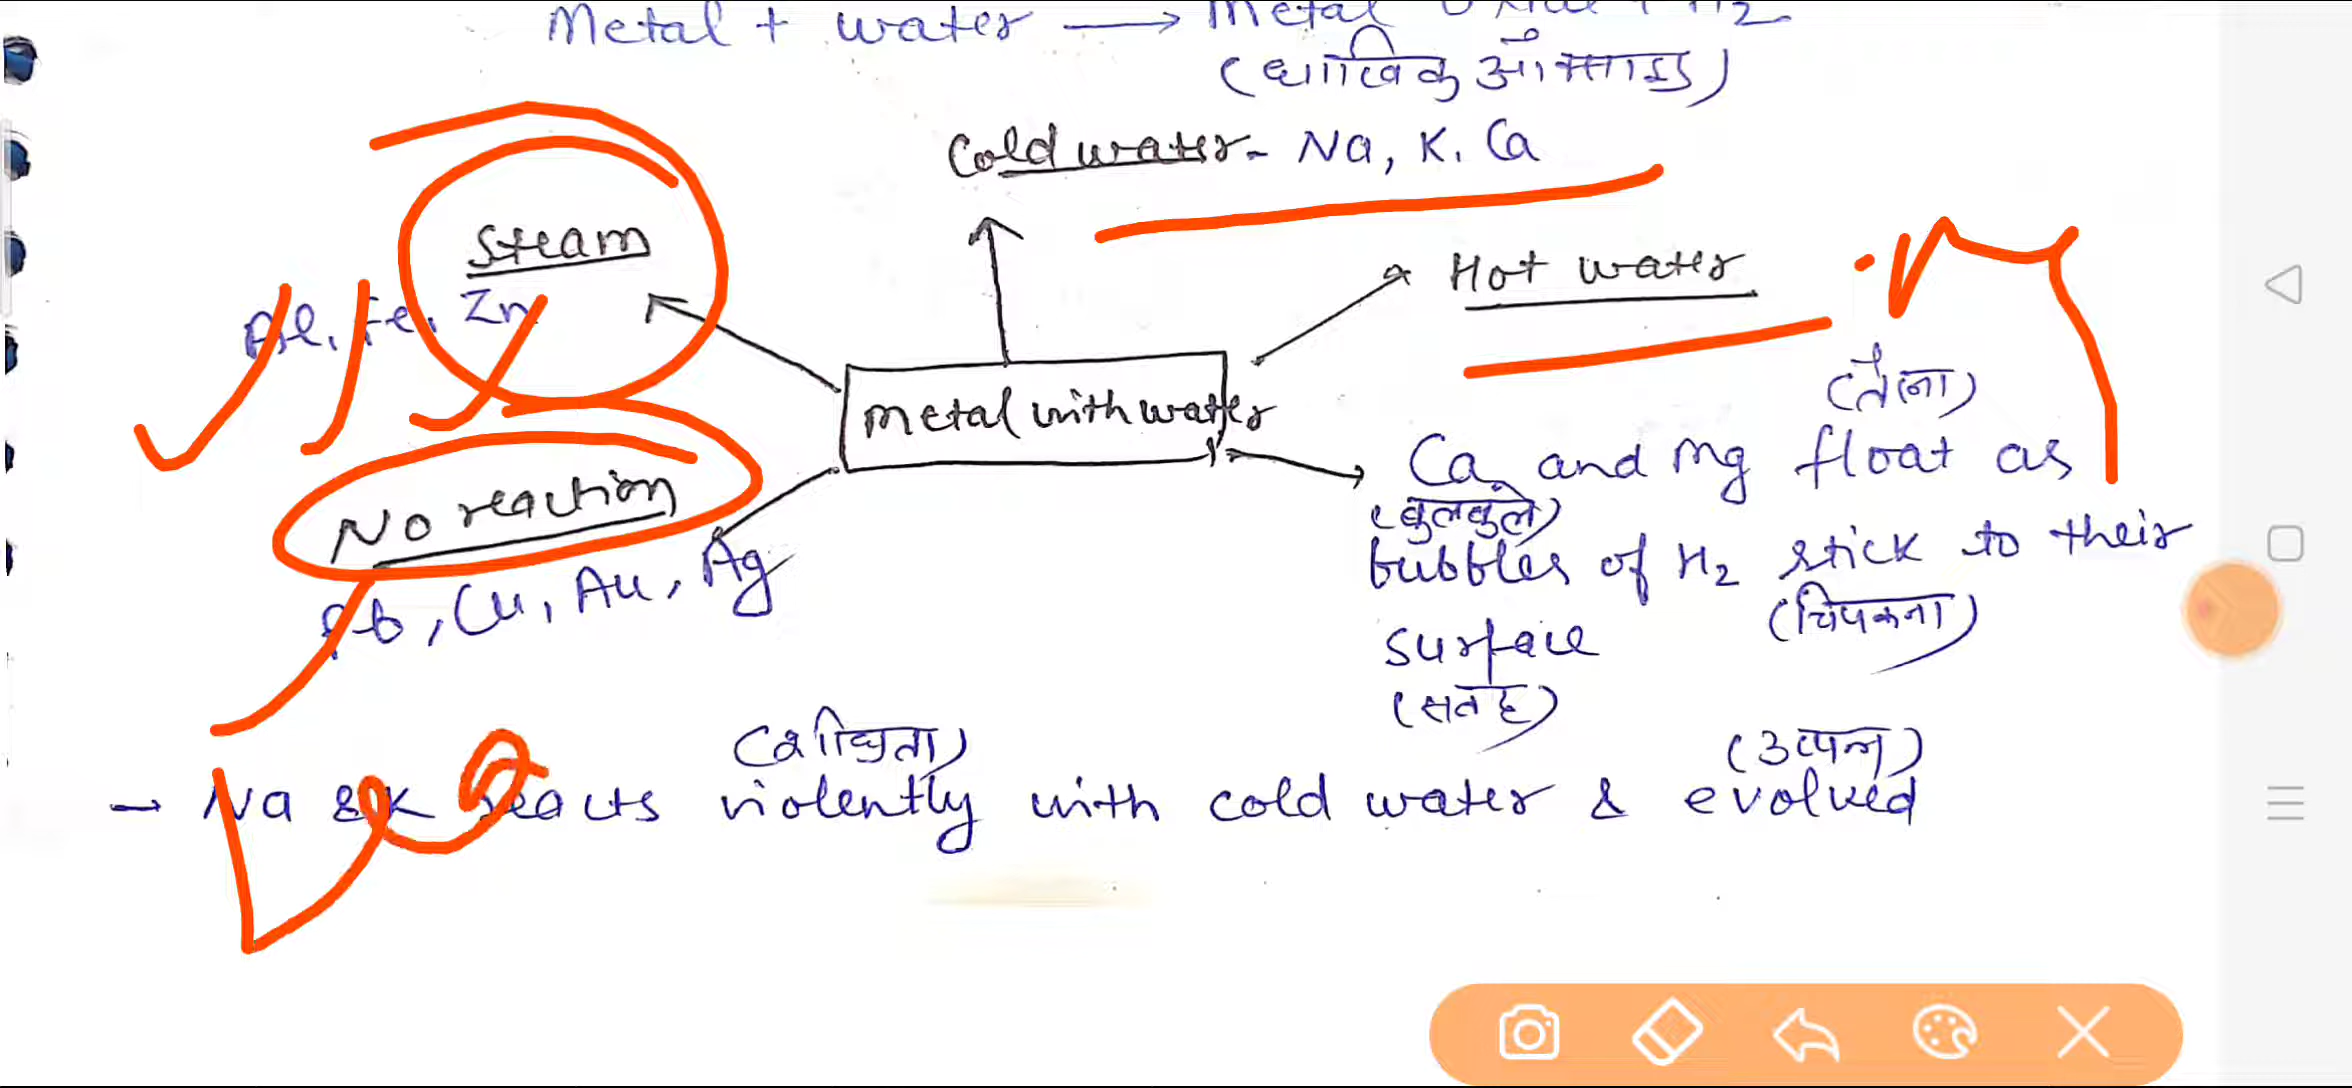 Metal + water ⟶ Metal Oxide + H2
(धात्विक ऑक्साइड)
Cold water - Na, K, Ca
Steam
Al, Fe, Zn
Hot water
Metal with water
(तैरना)
Ca and Mg float as
(बुलबुले)
bubbles of H2 stick to their
(चिपकना)
surface
(सतह)
No reaction
Pb, Cu, Au, Ag
(उत्पन्न)
→ Na & K reacts violently with cold water & evolved